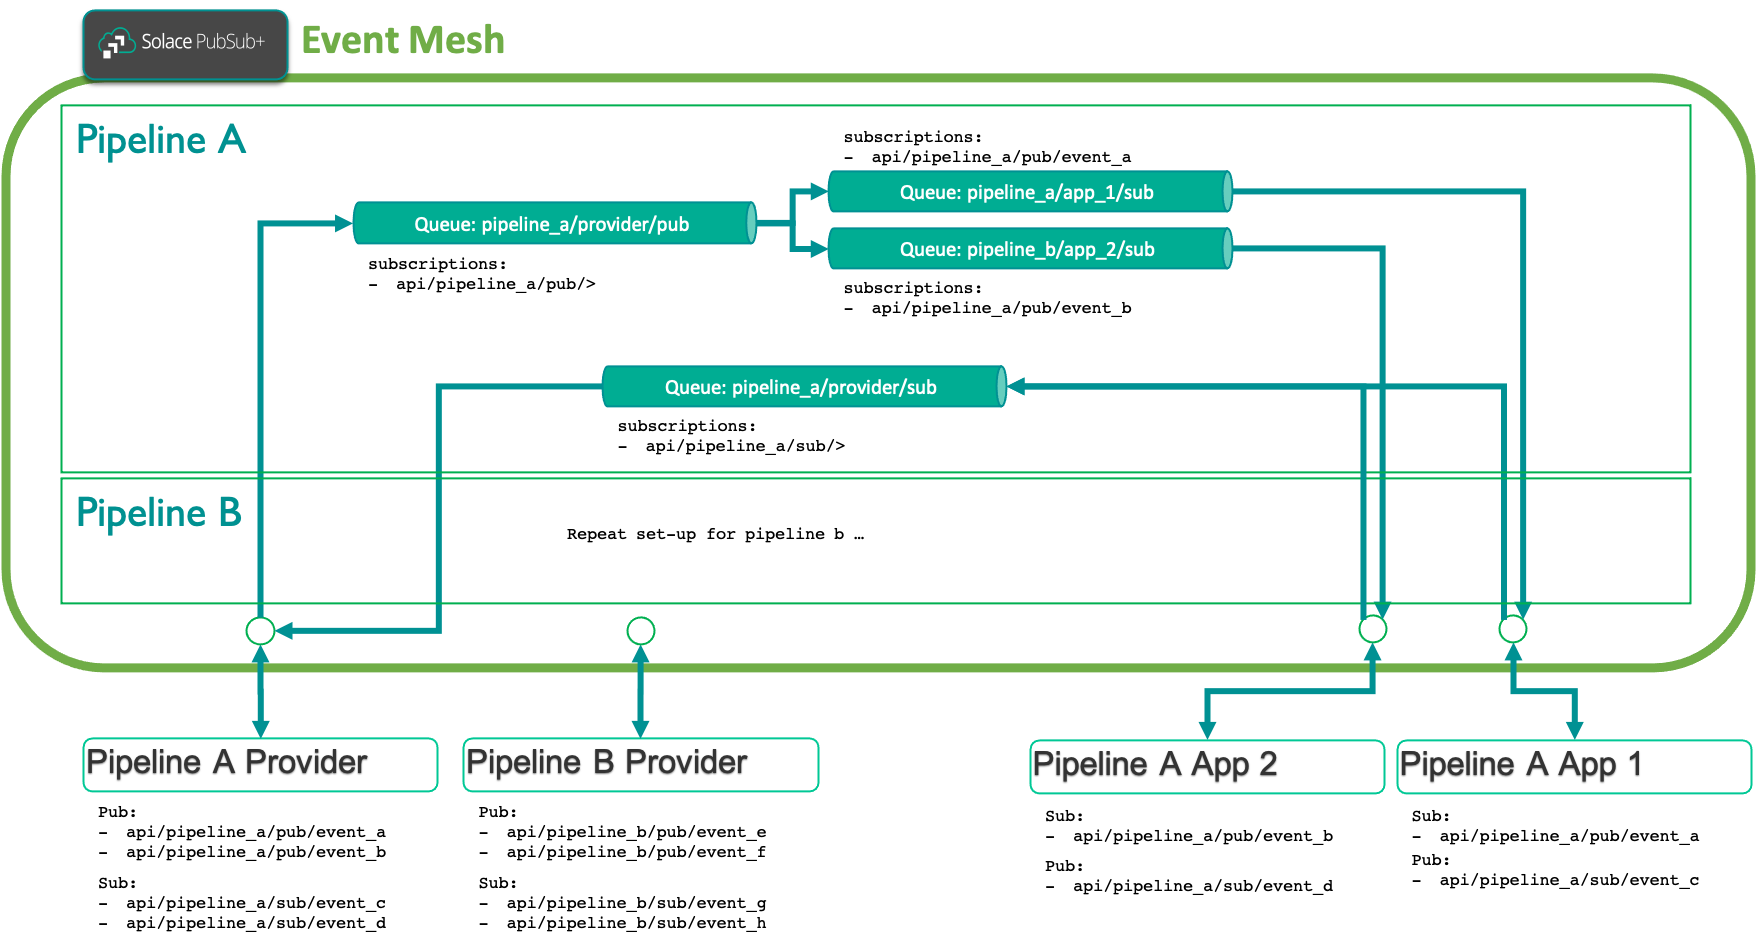 Solace PubSub+
Event Mesh
Pipeline A
subscriptions:
- api/pipeline_a/pub/event_a
Queue: pipeline_a/app_1/sub
Queue: pipeline_a/provider/pub
subscriptions:
- api/pipeline_a/pub/>
Queue: pipeline_b/app_2/sub
subscriptions:
- api/pipeline_a/pub/event_b
Queue: pipeline_a/provider/sub
subscriptions:
- api/pipeline_a/sub/>
Pipeline B
Repeat set-up for pipeline b …
Pipeline A Provider
Pub:
- api/pipeline_a/pub/event_a
- api/pipeline_a/pub/event_b
Sub:
- api/pipeline_a/sub/event_c
- api/pipeline_a/sub/event_d
Pipeline B Provider
Pub:
- api/pipeline_b/pub/event_e
- api/pipeline_b/pub/event_f
Sub:
- api/pipeline_b/sub/event_g
- api/pipeline_b/sub/event_h
Pipeline A App 2
Sub:
- api/pipeline_a/pub/event_b
Pub:
- api/pipeline_a/sub/event_d
Pipeline A App 1
Sub:
- api/pipeline_a/pub/event_a
Pub:
- api/pipeline_a/sub/event_c